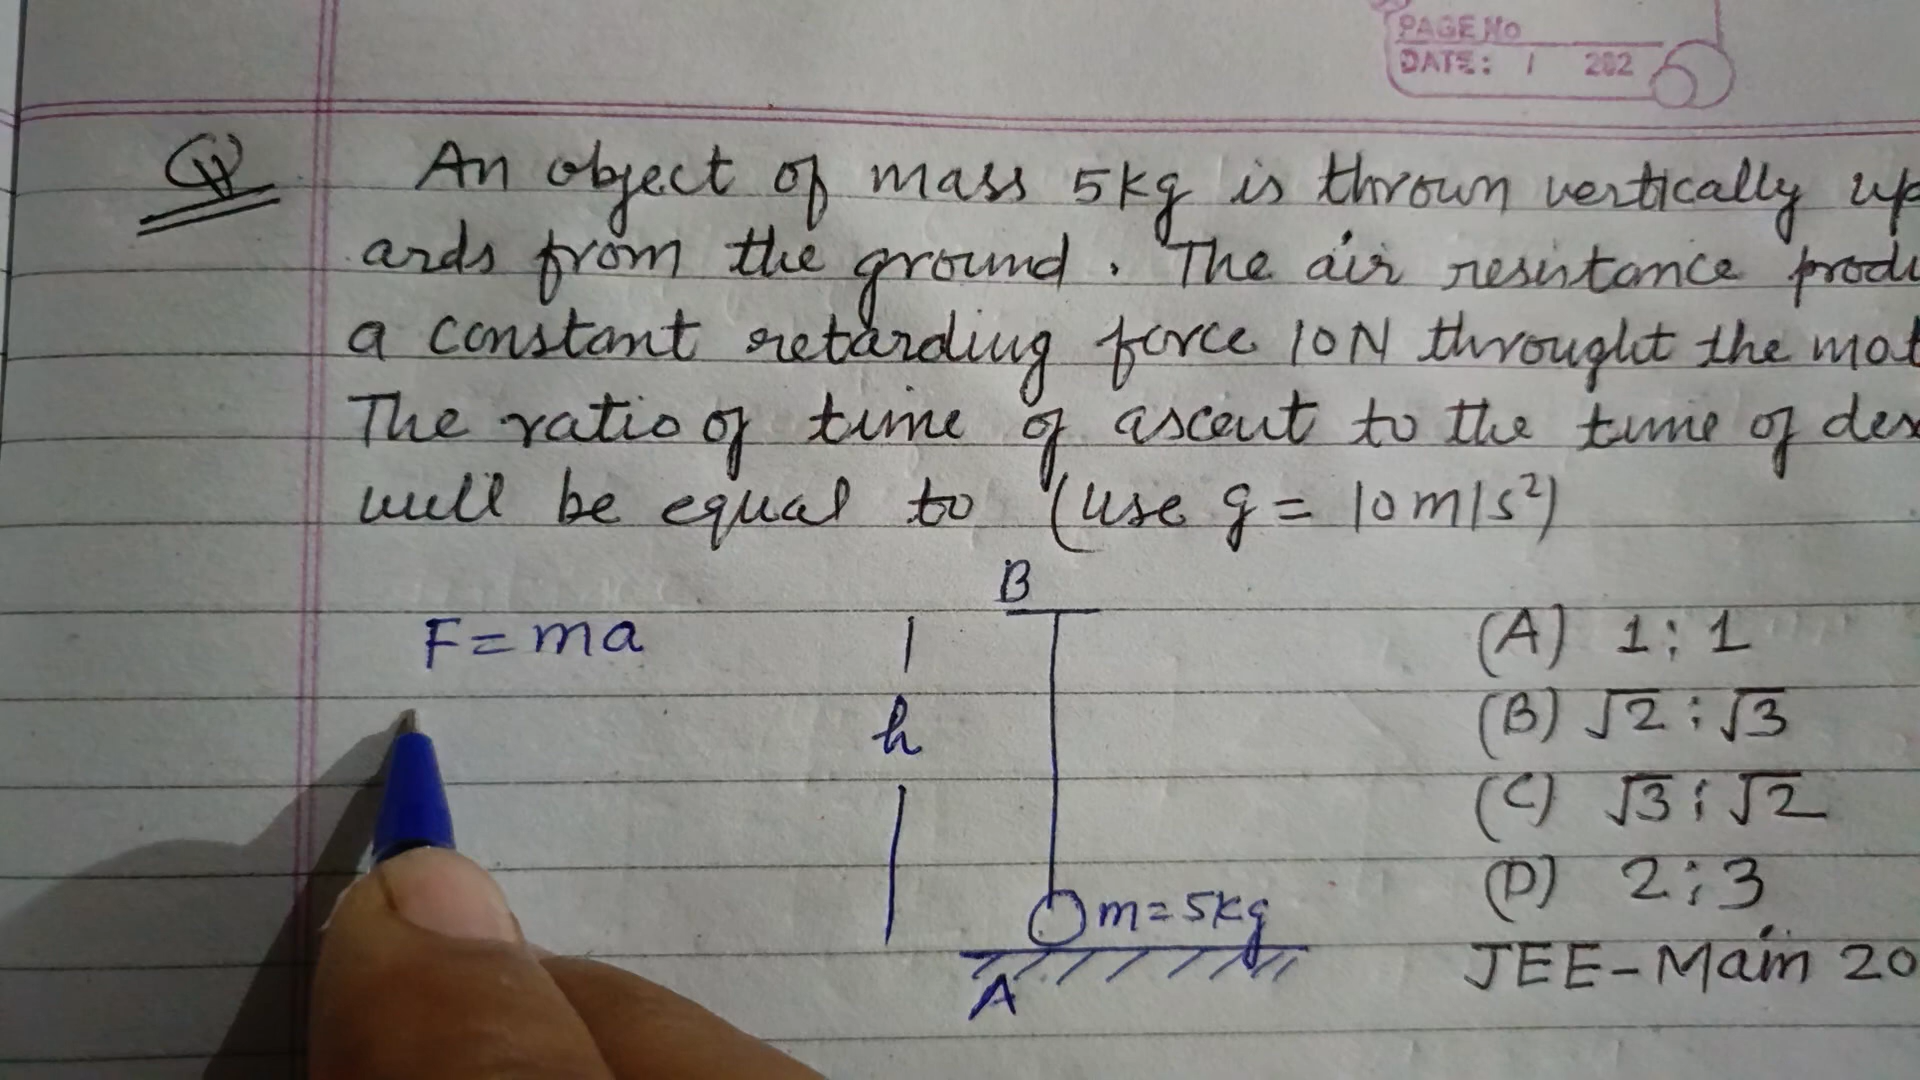 PAGE No
DATE: / 202
Q
An object of mass 5kg is thrown vertically up
ards from the ground. The air resistance produ
a constant retarding force 10N throught the mot
The ratio of time of ascent to the time of des
will be equal to (use g = 10m/s²)
F = ma
B
h
m = 5kg
A
(A) 1 : 1
(B) √2 : √3
(C) √3 : √2
(D) 2 : 3
JEE-Main 20